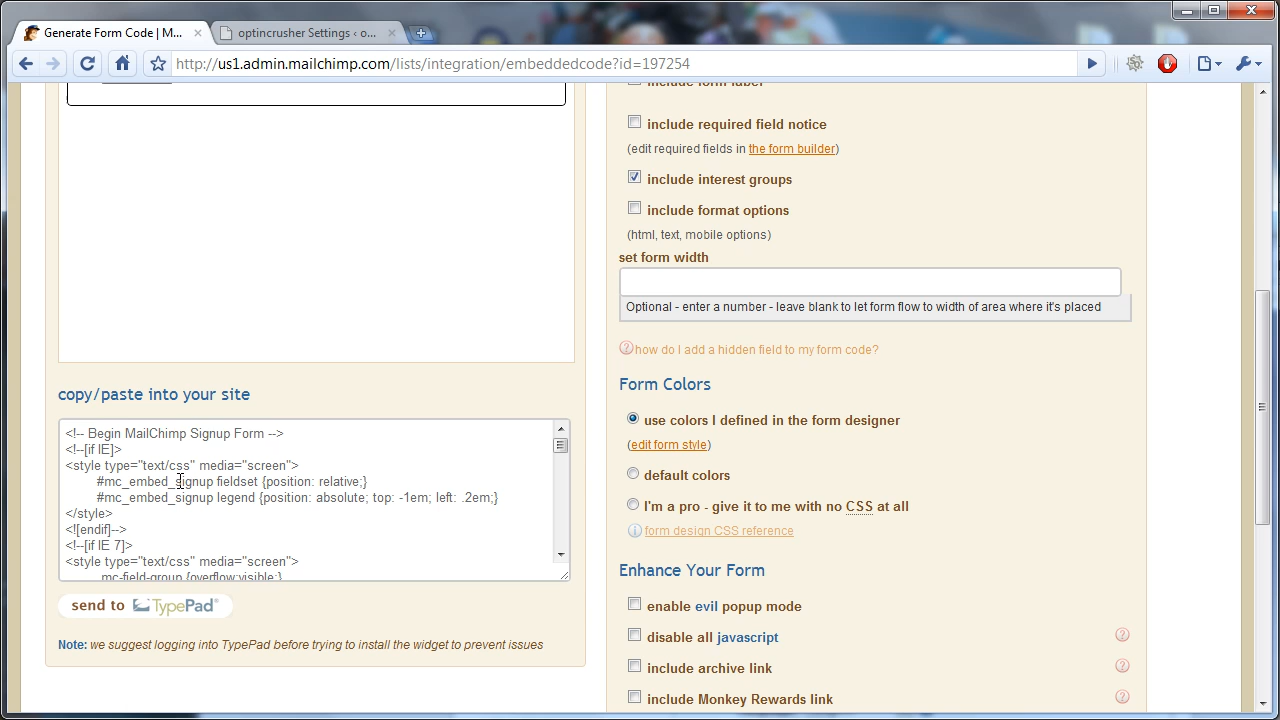 Generate Form Code | M...
optincrusher Settings ‹ o...
http://us1.admin.mailchimp.com/lists/integration/embeddedcode?id=197254
include form label
include required field notice
(edit required fields in the form builder)
include interest groups
include format options
(html, text, mobile options)
set form width
Optional - enter a number - leave blank to let form flow to width of area where it's placed
how do I add a hidden field to my form code?
copy/paste into your site
<!-- Begin MailChimp Signup Form -->
<!--[if IE]>
<style type="text/css" media="screen">
#mc_embed_signup fieldset {position: relative;}
#mc_embed_signup legend {position: absolute; top: -1em; left: .2em;}
</style>
<![endif]-->
<!--[if IE 7]>
<style type="text/css" media="screen">
.mc-field-group {overflow:visible;}
send to TypePad
Note: we suggest logging into TypePad before trying to install the widget to prevent issues
Form Colors
use colors I defined in the form designer
(edit form style)
default colors
I'm a pro - give it to me with no CSS at all
form design CSS reference
Enhance Your Form
enable evil popup mode
disable all javascript
include archive link
include Monkey Rewards link